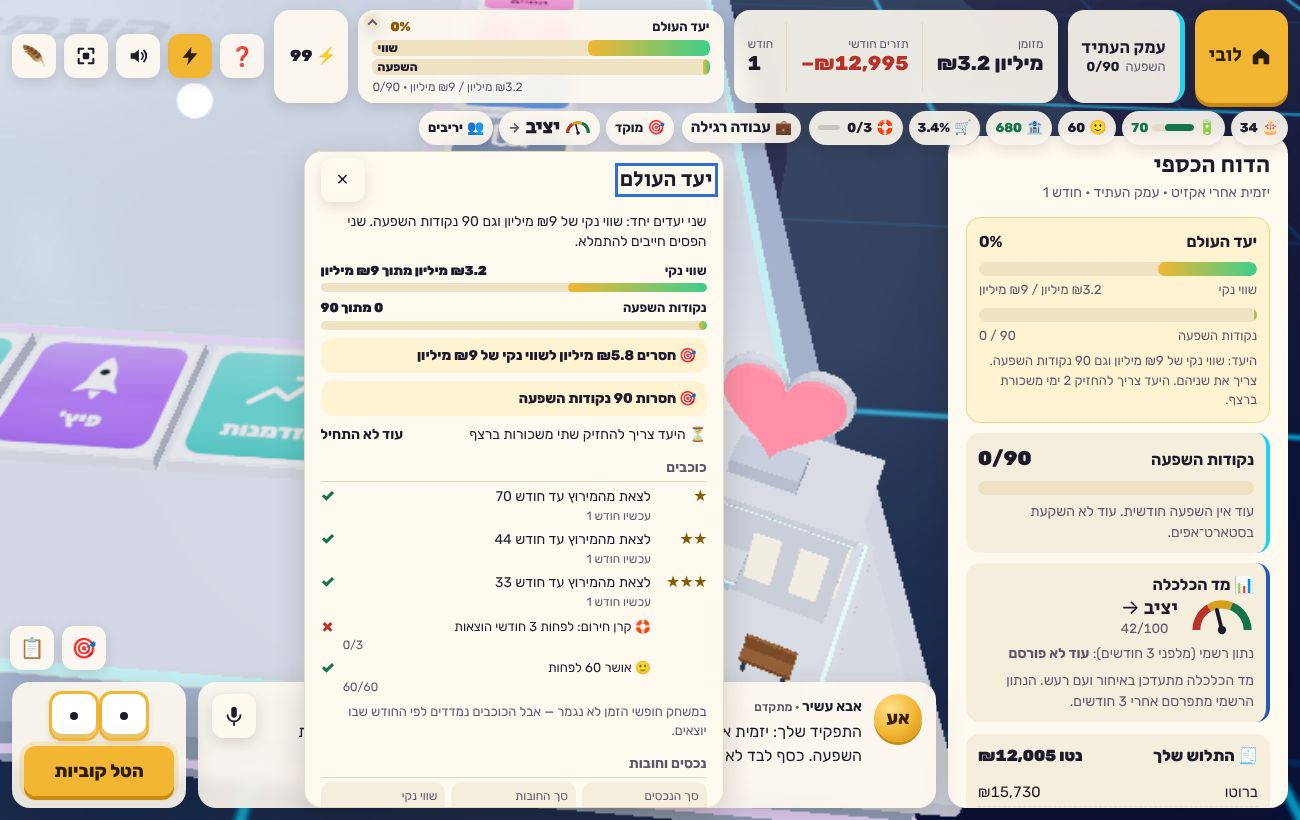 לובי
עמק העתיד
השפעה 0/90
מזומן
₪3.2 מיליון
תזרים חודשי
−₪12,995
חודש
1
יעד העולם
0%
שווי
השפעה
₪3.2 מיליון / ₪9 מיליון · 0/90
99 ⚡
❓
🎂 34
🔋 70
🙂 60
🏦 680
🛒 3.4%
🛟 0/3
💼 עבודה רגילה
🎯 מוקד
יציב →
👥 יריבים
הדוח הכספי
יזמית אחרי אקזיט · עמק העתיד · חודש 1
יעד העולם 0%
שווי נקי ₪3.2 מיליון / ₪9 מיליון
נקודות השפעה 0 / 90
היעד: שווי נקי של ₪9 מיליון וגם 90 נקודות השפעה.
צריך את שניהם. היעד צריך להחזיק 2 ימי משכורת
ברצף.
נקודות השפעה 0/90
עוד אין השפעה חודשית. עוד לא השקעת
בסטארט־אפים.
📊 מד הכלכלה
יציב →
42/100
נתון רשמי (מלפני 3 חודשים): עוד לא פורסם
מד הכלכלה מתעדכן באיחור ועם רעש. הנתון
הרשמי מתפרסם אחרי 3 חודשים.
🧾 התלוש שלך נטו ₪12,005
ברוטו ₪15,730
יעד העולם
×
שני יעדים יחד: שווי נקי של ₪9 מיליון וגם 90 נקודות השפעה. שני
הפסים חייבים להתמלא.
שווי נקי ₪3.2 מיליון מתוך ₪9 מיליון
נקודות השפעה 0 מתוך 90
🎯 חסרים ₪5.8 מיליון לשווי נקי של ₪9 מיליון
🎯 חסרות 90 נקודות השפעה
⏳ היעד צריך להחזיק שתי משכורות ברצף עוד לא התחיל
כוכבים
★ לצאת מהמירוץ עד חודש 70 ✔
עכשיו חודש 1
★★ לצאת מהמירוץ עד חודש 44 ✔
עכשיו חודש 1
★★★ לצאת מהמירוץ עד חודש 33 ✔
עכשיו חודש 1
🛟 קרן חירום: לפחות 3 חודשי הוצאות ✖
0/3
🙂 אושר 60 לפחות ✔
60/60
במשחק חופשי הזמן לא נגמר — אבל הכוכבים נמדדים לפי החודש שבו
יוצאים.
נכסים וחובות
סך הנכסים
סך החובות
שווי נקי
פיץ'
אע
אבא עשיר · מתקדם
התפקיד שלך: יזמית
השפעה. כסף לבד לא
הטל קוביות